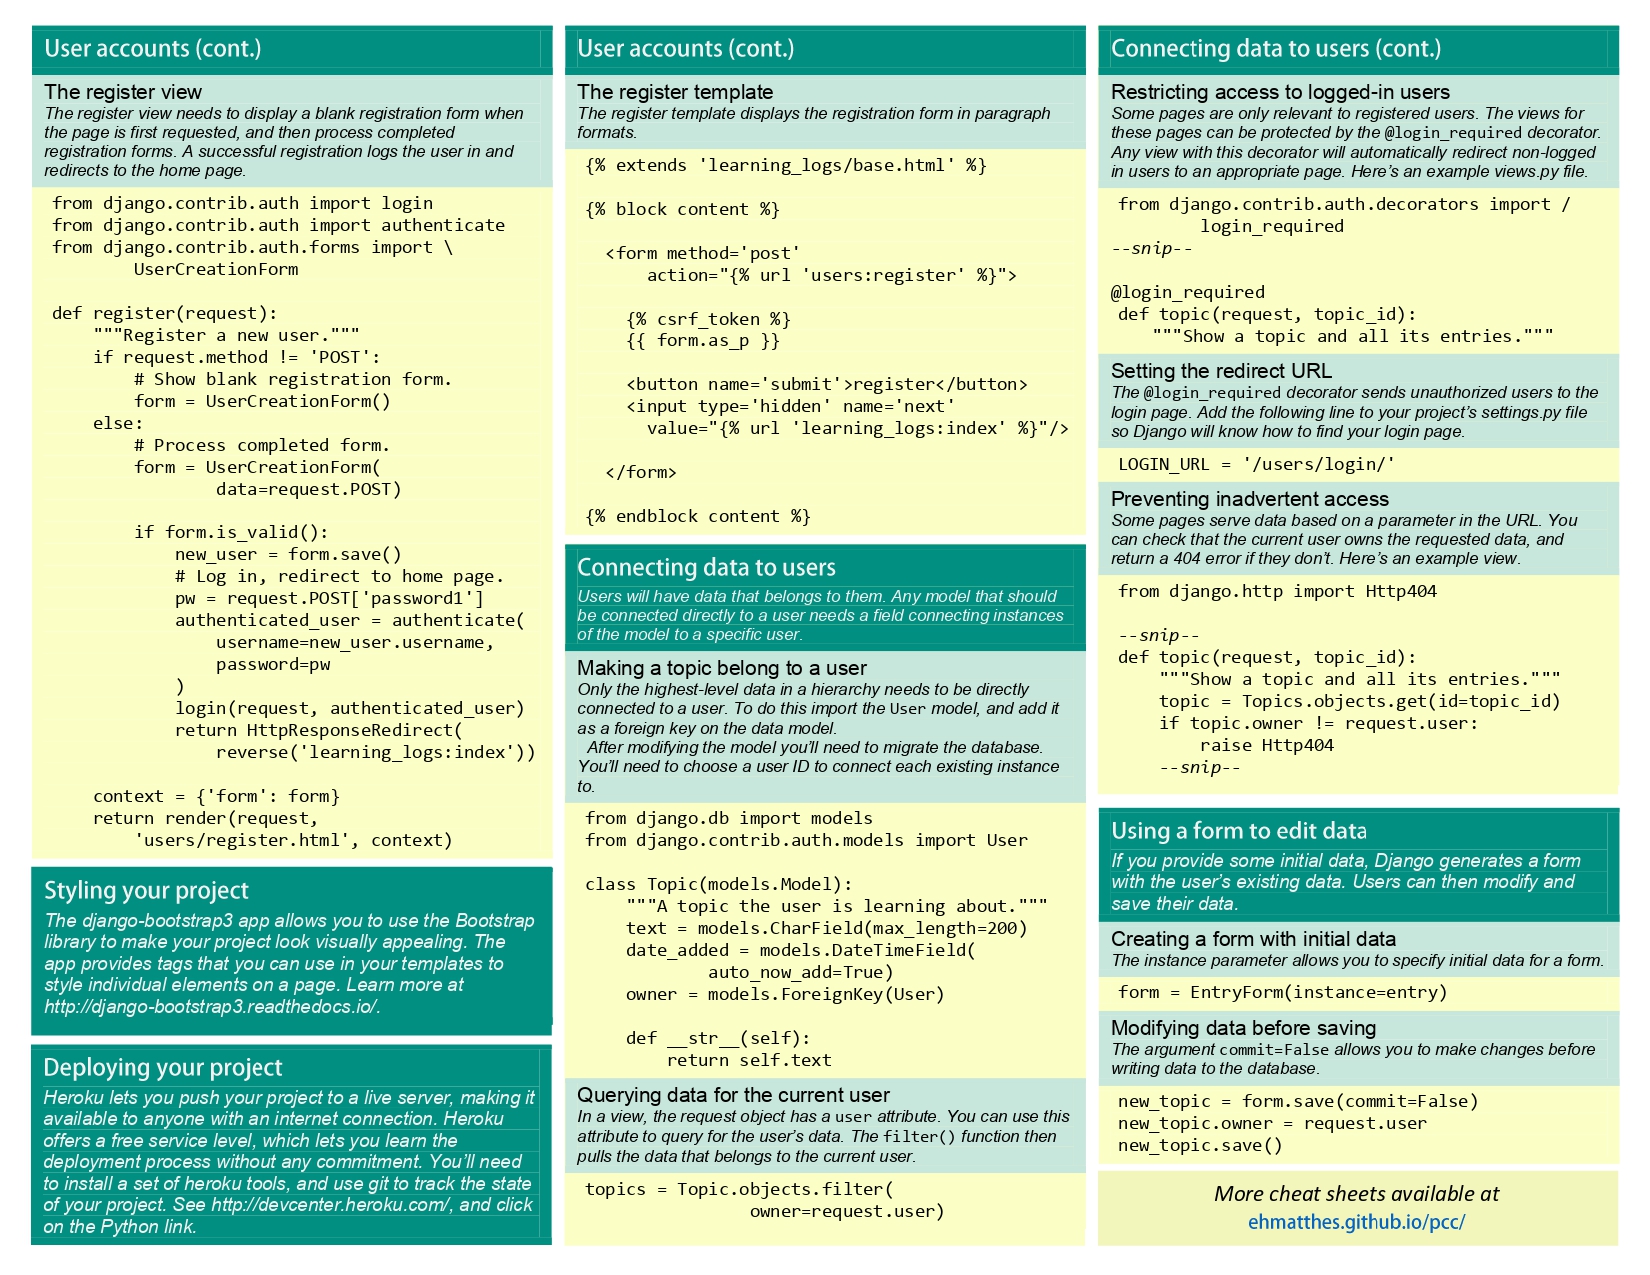 User accounts (cont.)
The register view
The register view needs to display a blank registration form when
the page is first requested, and then process completed
registration forms. A successful registration logs the user in and
redirects to the home page.
from django.contrib.auth import login
from django.contrib.auth import authenticate
from django.contrib.auth.forms import \
        UserCreationForm

def register(request):
    """Register a new user."""
    if request.method != 'POST':
        # Show blank registration form.
        form = UserCreationForm()
    else:
        # Process completed form.
        form = UserCreationForm(
                data=request.POST)

        if form.is_valid():
            new_user = form.save()
            # Log in, redirect to home page.
            pw = request.POST['password1']
            authenticated_user = authenticate(
                username=new_user.username,
                password=pw
            )
            login(request, authenticated_user)
            return HttpResponseRedirect(
                reverse('learning_logs:index'))

    context = {'form': form}
    return render(request,
        'users/register.html', context)
Styling your project
The django-bootstrap3 app allows you to use the Bootstrap
library to make your project look visually appealing. The
app provides tags that you can use in your templates to
style individual elements on a page. Learn more at
http://django-bootstrap3.readthedocs.io/.
Deploying your project
Heroku lets you push your project to a live server, making it
available to anyone with an internet connection. Heroku
offers a free service level, which lets you learn the
deployment process without any commitment. You'll need
to install a set of heroku tools, and use git to track the state
of your project. See http://devcenter.heroku.com/, and click
on the Python link.
User accounts (cont.)
The register template
The register template displays the registration form in paragraph
formats.
{% extends 'learning_logs/base.html' %}

{% block content %}

  <form method='post'
      action="{% url 'users:register' %}">

    {% csrf_token %}
    {{ form.as_p }}

    <button name='submit'>register</button>
    <input type='hidden' name='next'
      value="{% url 'learning_logs:index' %}"/>

  </form>

{% endblock content %}
Connecting data to users
Users will have data that belongs to them. Any model that should
be connected directly to a user needs a field connecting instances
of the model to a specific user.
Making a topic belong to a user
Only the highest-level data in a hierarchy needs to be directly
connected to a user. To do this import the User model, and add it
as a foreign key on the data model.
  After modifying the model you'll need to migrate the database.
You'll need to choose a user ID to connect each existing instance
to.
from django.db import models
from django.contrib.auth.models import User

class Topic(models.Model):
    """A topic the user is learning about."""
    text = models.CharField(max_length=200)
    date_added = models.DateTimeField(
            auto_now_add=True)
    owner = models.ForeignKey(User)

    def __str__(self):
        return self.text
Querying data for the current user
In a view, the request object has a user attribute. You can use this
attribute to query for the user's data. The filter() function then
pulls the data that belongs to the current user.
topics = Topic.objects.filter(
                owner=request.user)
Connecting data to users (cont.)
Restricting access to logged-in users
Some pages are only relevant to registered users. The views for
these pages can be protected by the @login_required decorator.
Any view with this decorator will automatically redirect non-logged
in users to an appropriate page. Here's an example views.py file.
from django.contrib.auth.decorators import /
        login_required
--snip--

@login_required
def topic(request, topic_id):
    """Show a topic and all its entries."""
Setting the redirect URL
The @login_required decorator sends unauthorized users to the
login page. Add the following line to your project's settings.py file
so Django will know how to find your login page.
LOGIN_URL = '/users/login/'
Preventing inadvertent access
Some pages serve data based on a parameter in the URL. You
can check that the current user owns the requested data, and
return a 404 error if they don't. Here's an example view.
from django.http import Http404

--snip--
def topic(request, topic_id):
    """Show a topic and all its entries."""
    topic = Topics.objects.get(id=topic_id)
    if topic.owner != request.user:
        raise Http404
    --snip--
Using a form to edit data
If you provide some initial data, Django generates a form
with the user's existing data. Users can then modify and
save their data.
Creating a form with initial data
The instance parameter allows you to specify initial data for a form.
form = EntryForm(instance=entry)
Modifying data before saving
The argument commit=False allows you to make changes before
writing data to the database.
new_topic = form.save(commit=False)
new_topic.owner = request.user
new_topic.save()
More cheat sheets available at
ehmatthes.github.io/pcc/